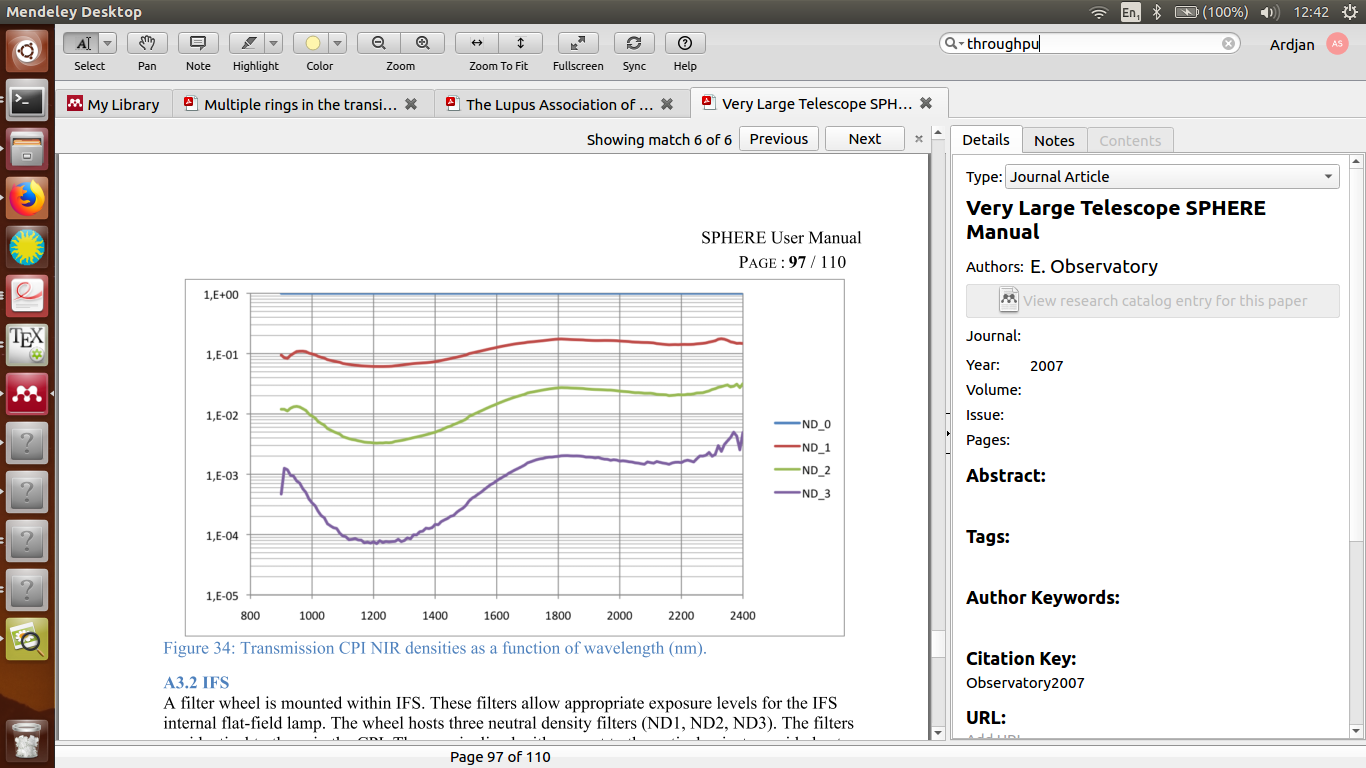 Mendeley Desktop
En1
(100%)
12:42
Select
Pan
Note
Highlight
Color
Zoom
Zoom To Fit
Fullscreen
Sync
Help
throughpu
Ardjan
AS
My Library
Multiple rings in the transi...
The Lupus Association of ...
Very Large Telescope SPH...
Showing match 6 of 6
Previous
Next
SPHERE User Manual
PAGE : 97 / 110
1,E+00
1,E-01
1,E-02
1,E-03
1,E-04
1,E-05
800 1000 1200 1400 1600 1800 2000 2200 2400
ND_0
ND_1
ND_2
ND_3
Figure 34: Transmission CPI NIR densities as a function of wavelength (nm).
A3.2 IFS
A filter wheel is mounted within IFS. These filters allow appropriate exposure levels for the IFS
internal flat-field lamp. The wheel hosts three neutral density filters (ND1, ND2, ND3). The filters
Page 97 of 110
Details
Notes
Contents
Type: Journal Article
Very Large Telescope SPHERE
Manual
Authors: E. Observatory
View research catalog entry for this paper
Journal:
Year: 2007
Volume:
Issue:
Pages:
Abstract:
Tags:
Author Keywords:
Citation Key:
Observatory2007
URL:
TEX